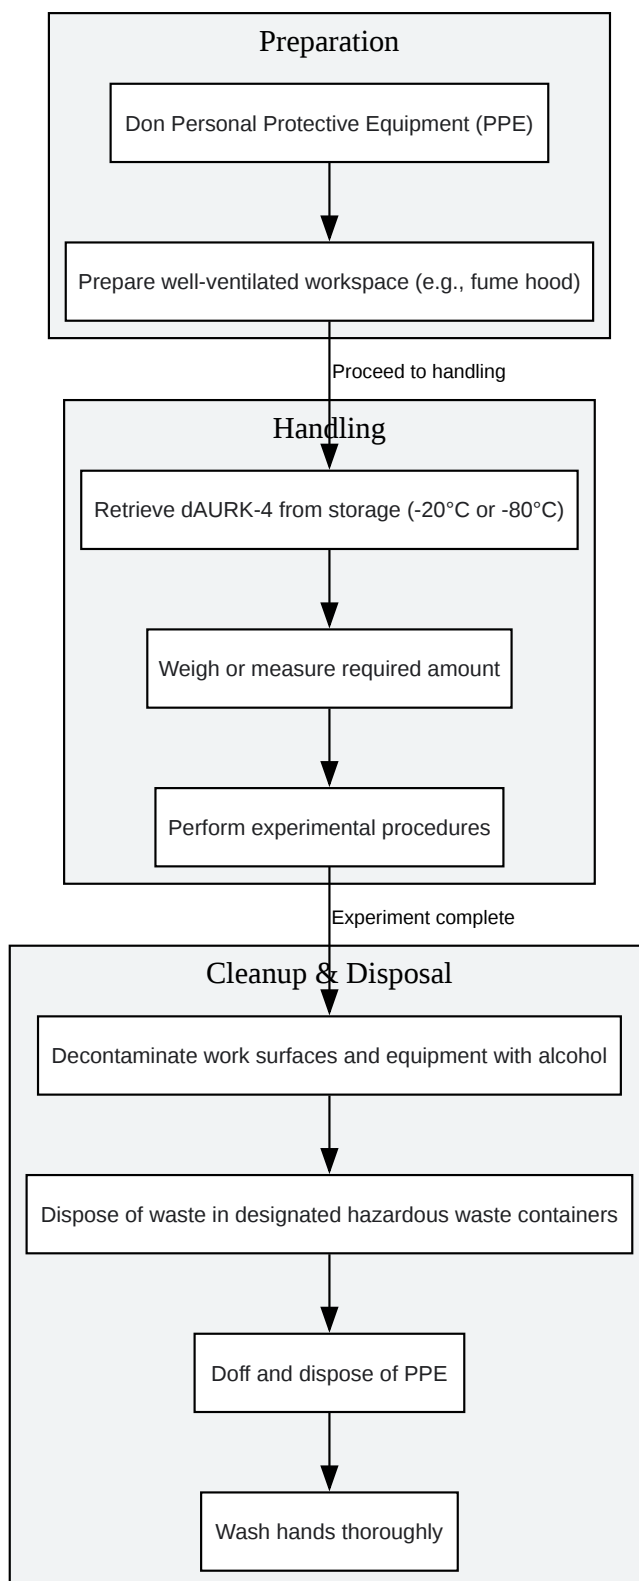 Preparation
Don Personal Protective Equipment (PPE)
Prepare well-ventilated workspace (e.g., fume hood)
Proceed to handling
Handling
Retrieve dAURK-4 from storage (-20°C or -80°C)
Weigh or measure required amount
Perform experimental procedures
Experiment complete
Cleanup & Disposal
Decontaminate work surfaces and equipment with alcohol
Dispose of waste in designated hazardous waste containers
Doff and dispose of PPE
Wash hands thoroughly